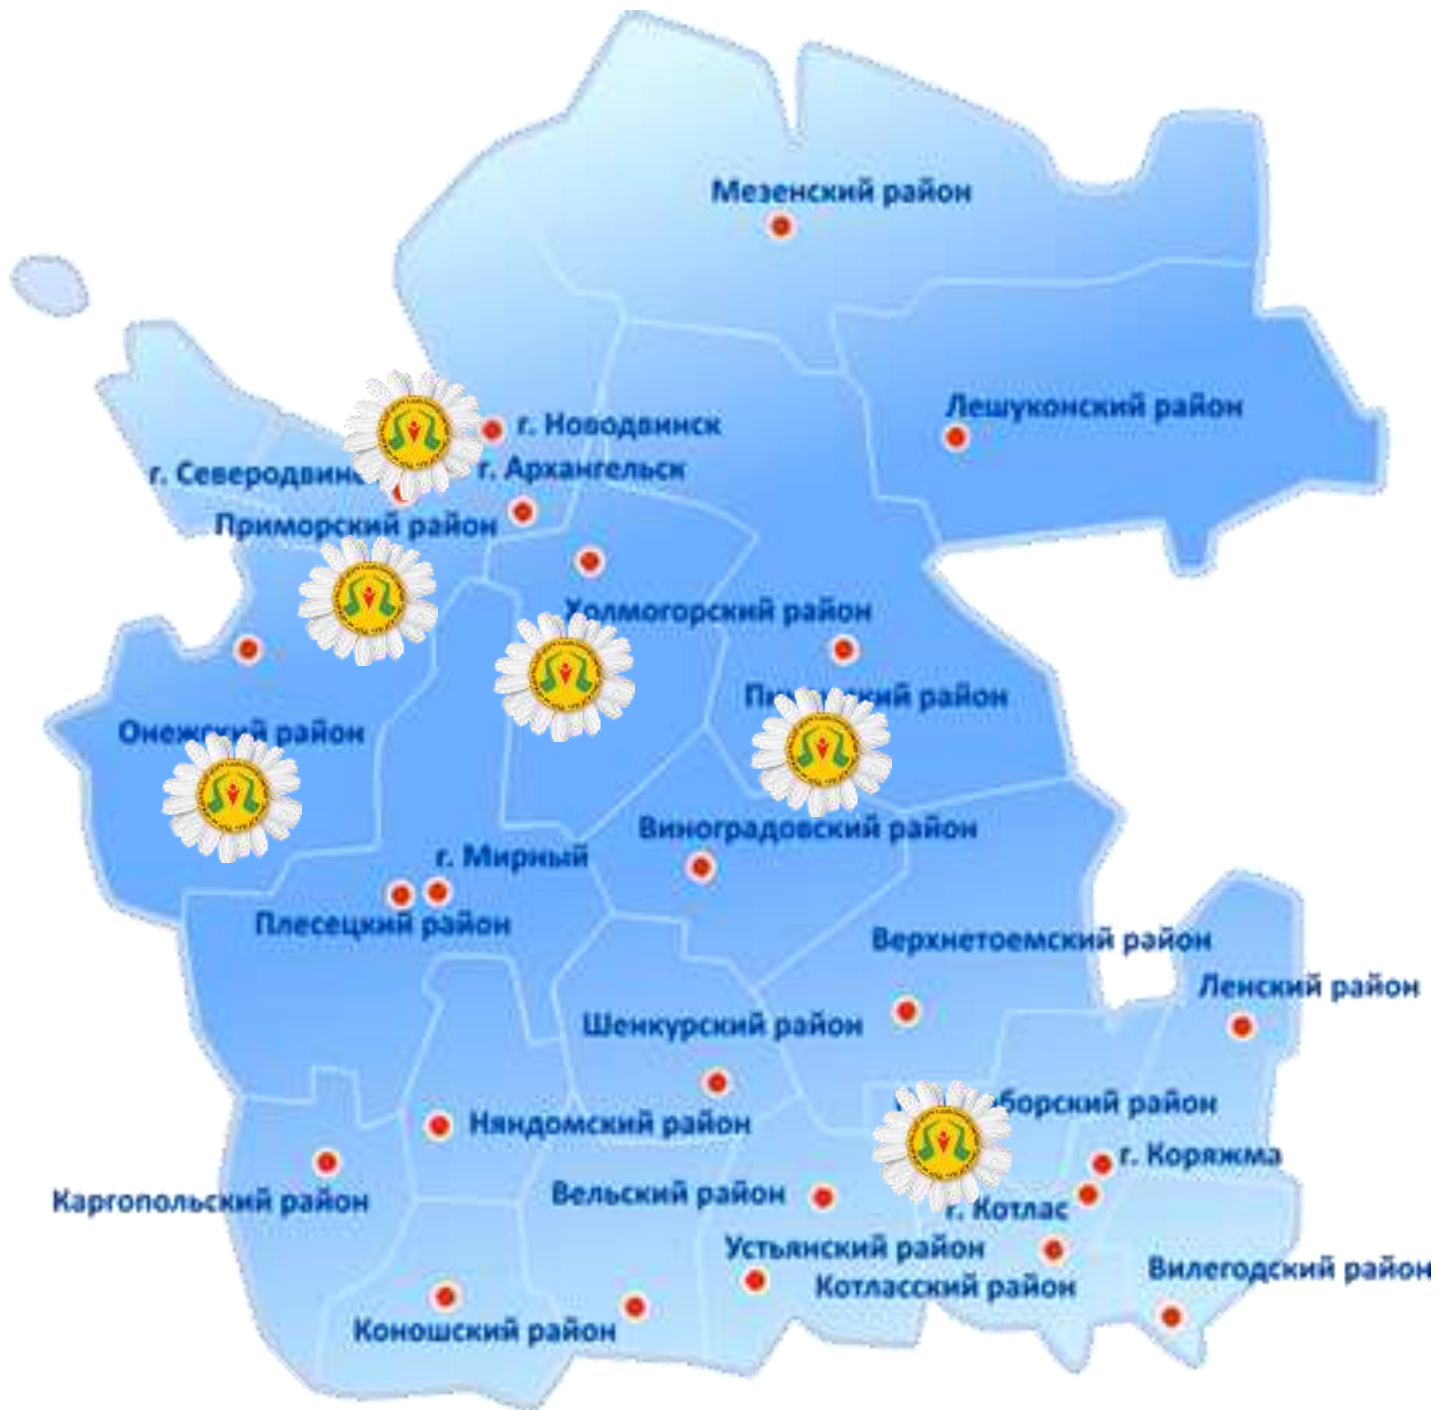 Мезенский район
Лешуконский район
г. Новодвинск
г. Архангельск
г.
Приморский район
Холмогорский район
район
Онежский район
Виноградовский район
г. Мирный
Плесецкий район
Верхнетоемский район
Ленский район
Шенкурский район
район
Няндомский район
г. Коряжма
Каргопольский район
Вельский район
г. Котлас
Устьянский район
Котласский район
Вилегодский район
Коношский район